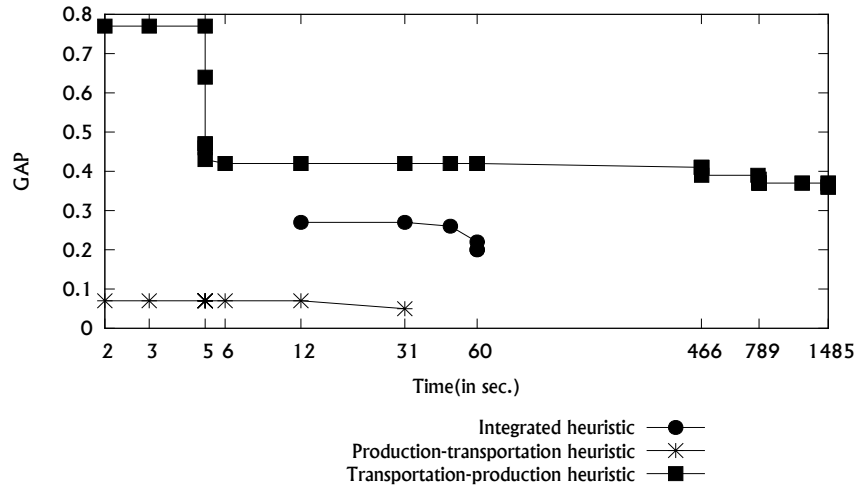 0.8
0.7
0.6
0.5
0.4
0.3
0.2
0.1
0
GAP
2 3 5 6 12 31 60 466 789 1485
Time(in sec.)
Integrated heuristic
Production-transportation heuristic
Transportation-production heuristic